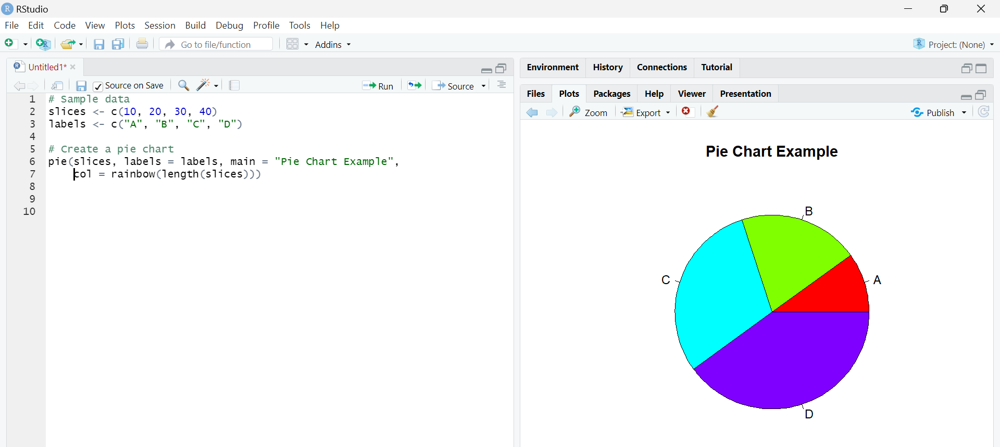 RStudio
File Edit Code View Plots Session Build Debug Profile Tools Help
Go to file/function Addins Project: (None)
Untitled1*
Source on Save Run Source
1 # Sample data
2 slices <- c(10, 20, 30, 40)
3 labels <- c("A", "B", "C", "D")
4
5 # Create a pie chart
6 pie(slices, labels = labels, main = "Pie Chart Example",
7 col = rainbow(length(slices)))
8
9
10
Environment History Connections Tutorial
Files Plots Packages Help Viewer Presentation
Zoom Export Publish
Pie Chart Example
B
C
A
D